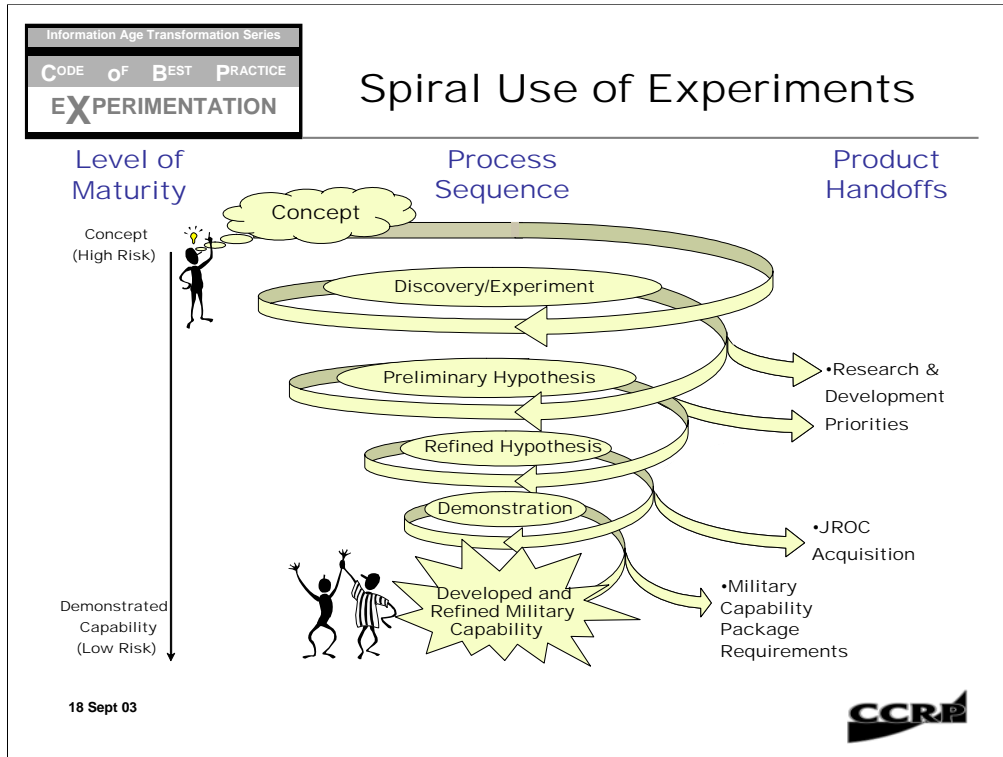 Information Age Transformation Series
CODE OF BEST PRACTICE
EXPERIMENTATION
Spiral Use of Experiments
Level of
Maturity
Process
Sequence
Product
Handoffs
Concept
(High Risk)
Concept
Discovery/Experiment
Preliminary Hypothesis
•Research &
Development
Priorities
Refined Hypothesis
Demonstration
•JROC
Acquisition
Developed and
Refined Military
Capability
•Military
Capability
Package
Requirements
Demonstrated
Capability
(Low Risk)
18 Sept 03
CCRP